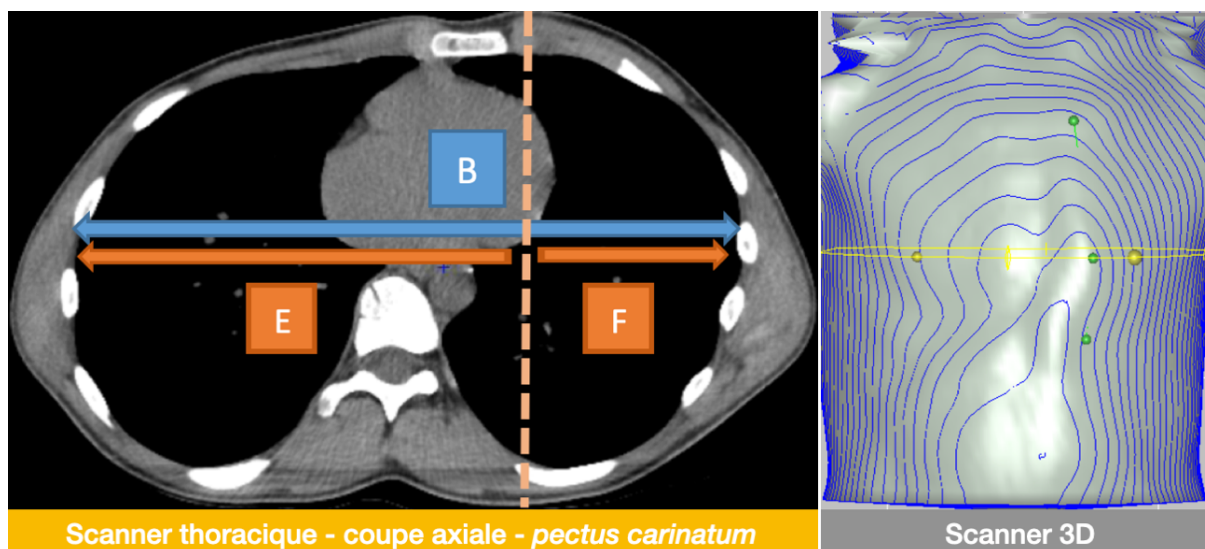 B
E
F
Scanner thoracique - coupe axiale - pectus carinatum
Scanner 3D